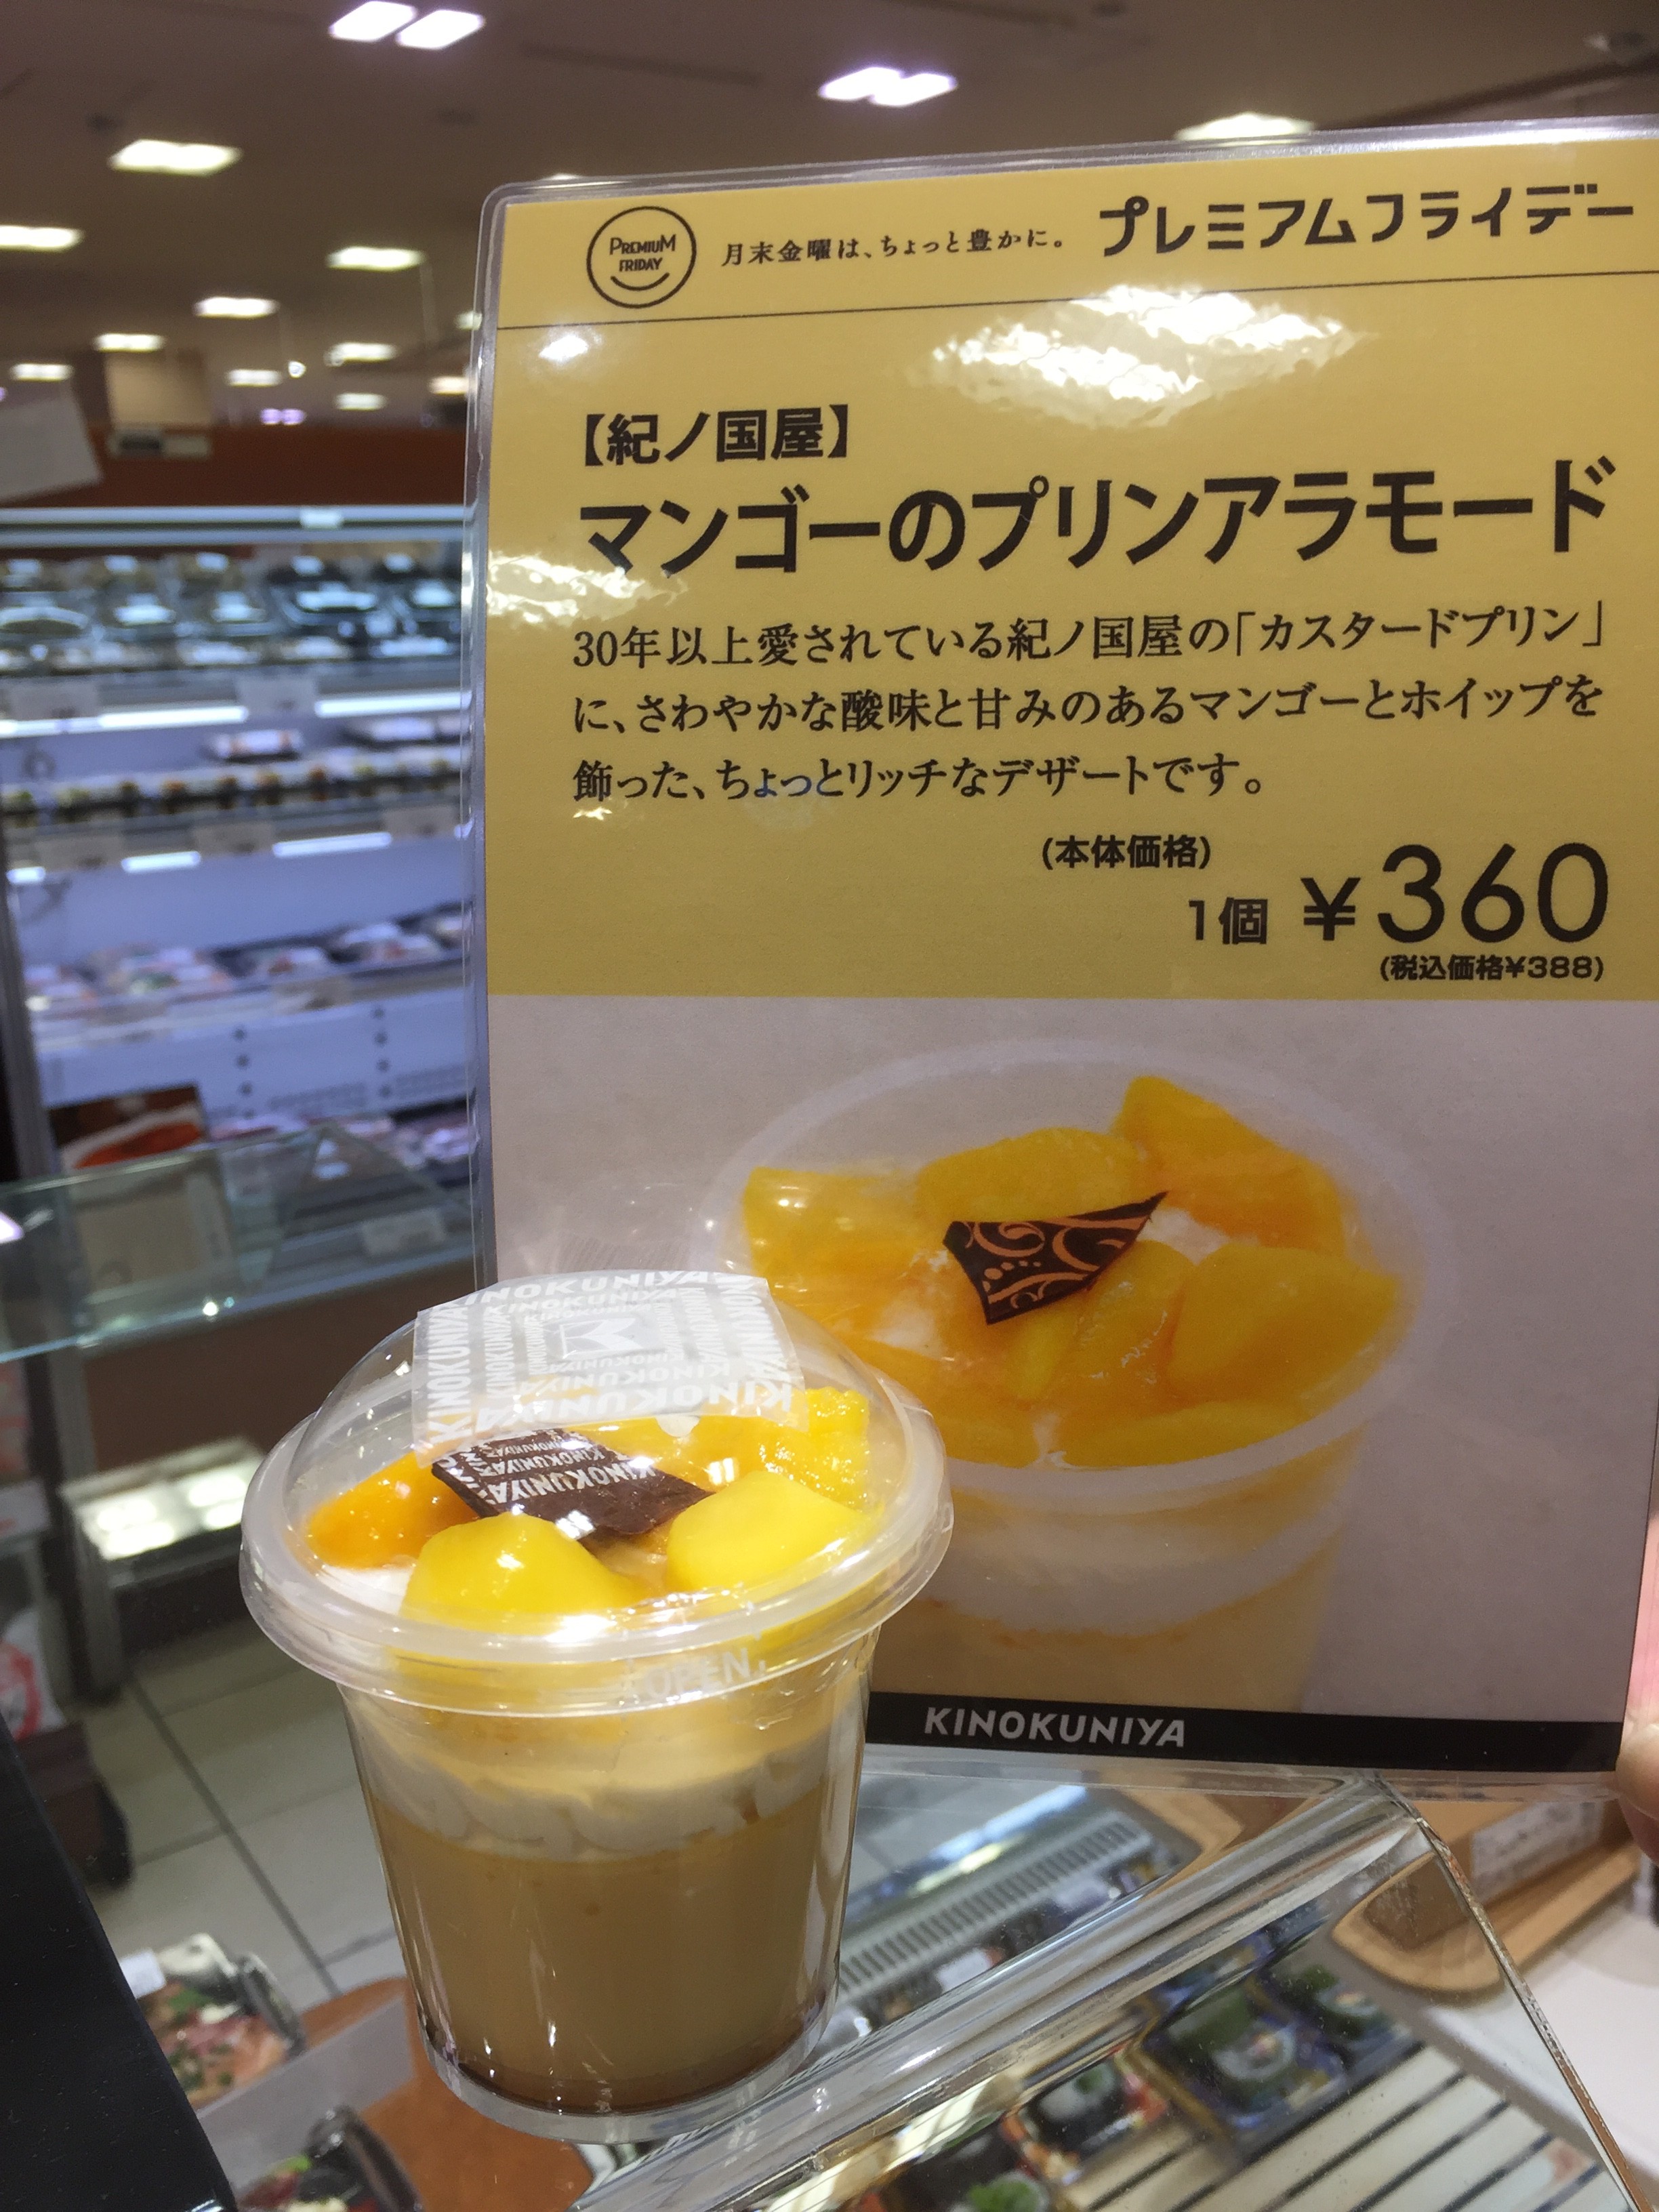 PREMIUM
FRIDAY
月末金曜は、ちょっと豊かに。
プレミアムフライデー
【紀ノ国屋】
マンゴーのプリンアラモード
30年以上愛されている紀ノ国屋の「カスタードプリン」
に、さわやかな酸味と甘みのあるマンゴーとホイップを
飾った、ちょっとリッチなデザートです。
(本体価格)
1個 ¥360
(税込価格¥388)
KINOKUNIYA
KINOKUNIYA
KINOKUNIYA
KINOKUNIYA
KINOKUNIYA
OPEN